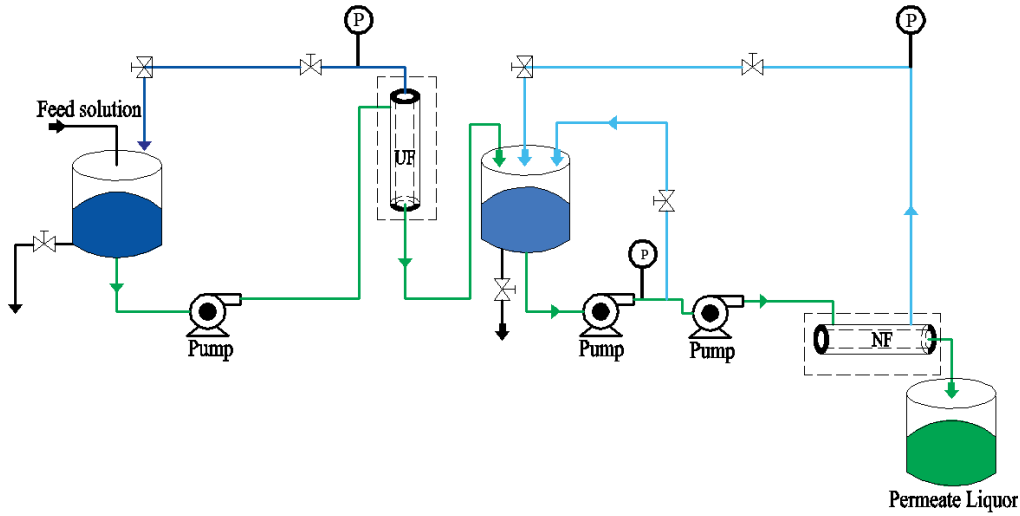 P
P
Feed solution
UF
P
Pump
Pump
Pump
NF
Permeate Liquor